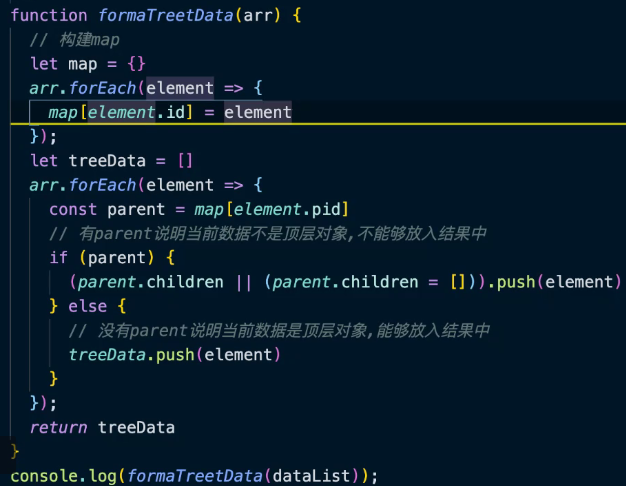 function formaTreetData(arr) {
// 构建map
let map = {}
arr.forEach(element => {
map[element.id] = element
});
let treeData = []
arr.forEach(element => {
const parent = map[element.pid]
// 有parent说明当前数据不是顶层对象,不能够放入结果中
if (parent) {
(parent.children || (parent.children = [])).push(element)
} else {
// 没有parent说明当前数据是顶层对象,能够放入结果中
treeData.push(element)
}
});
return treeData
}
console.log(formaTreetData(dataList));